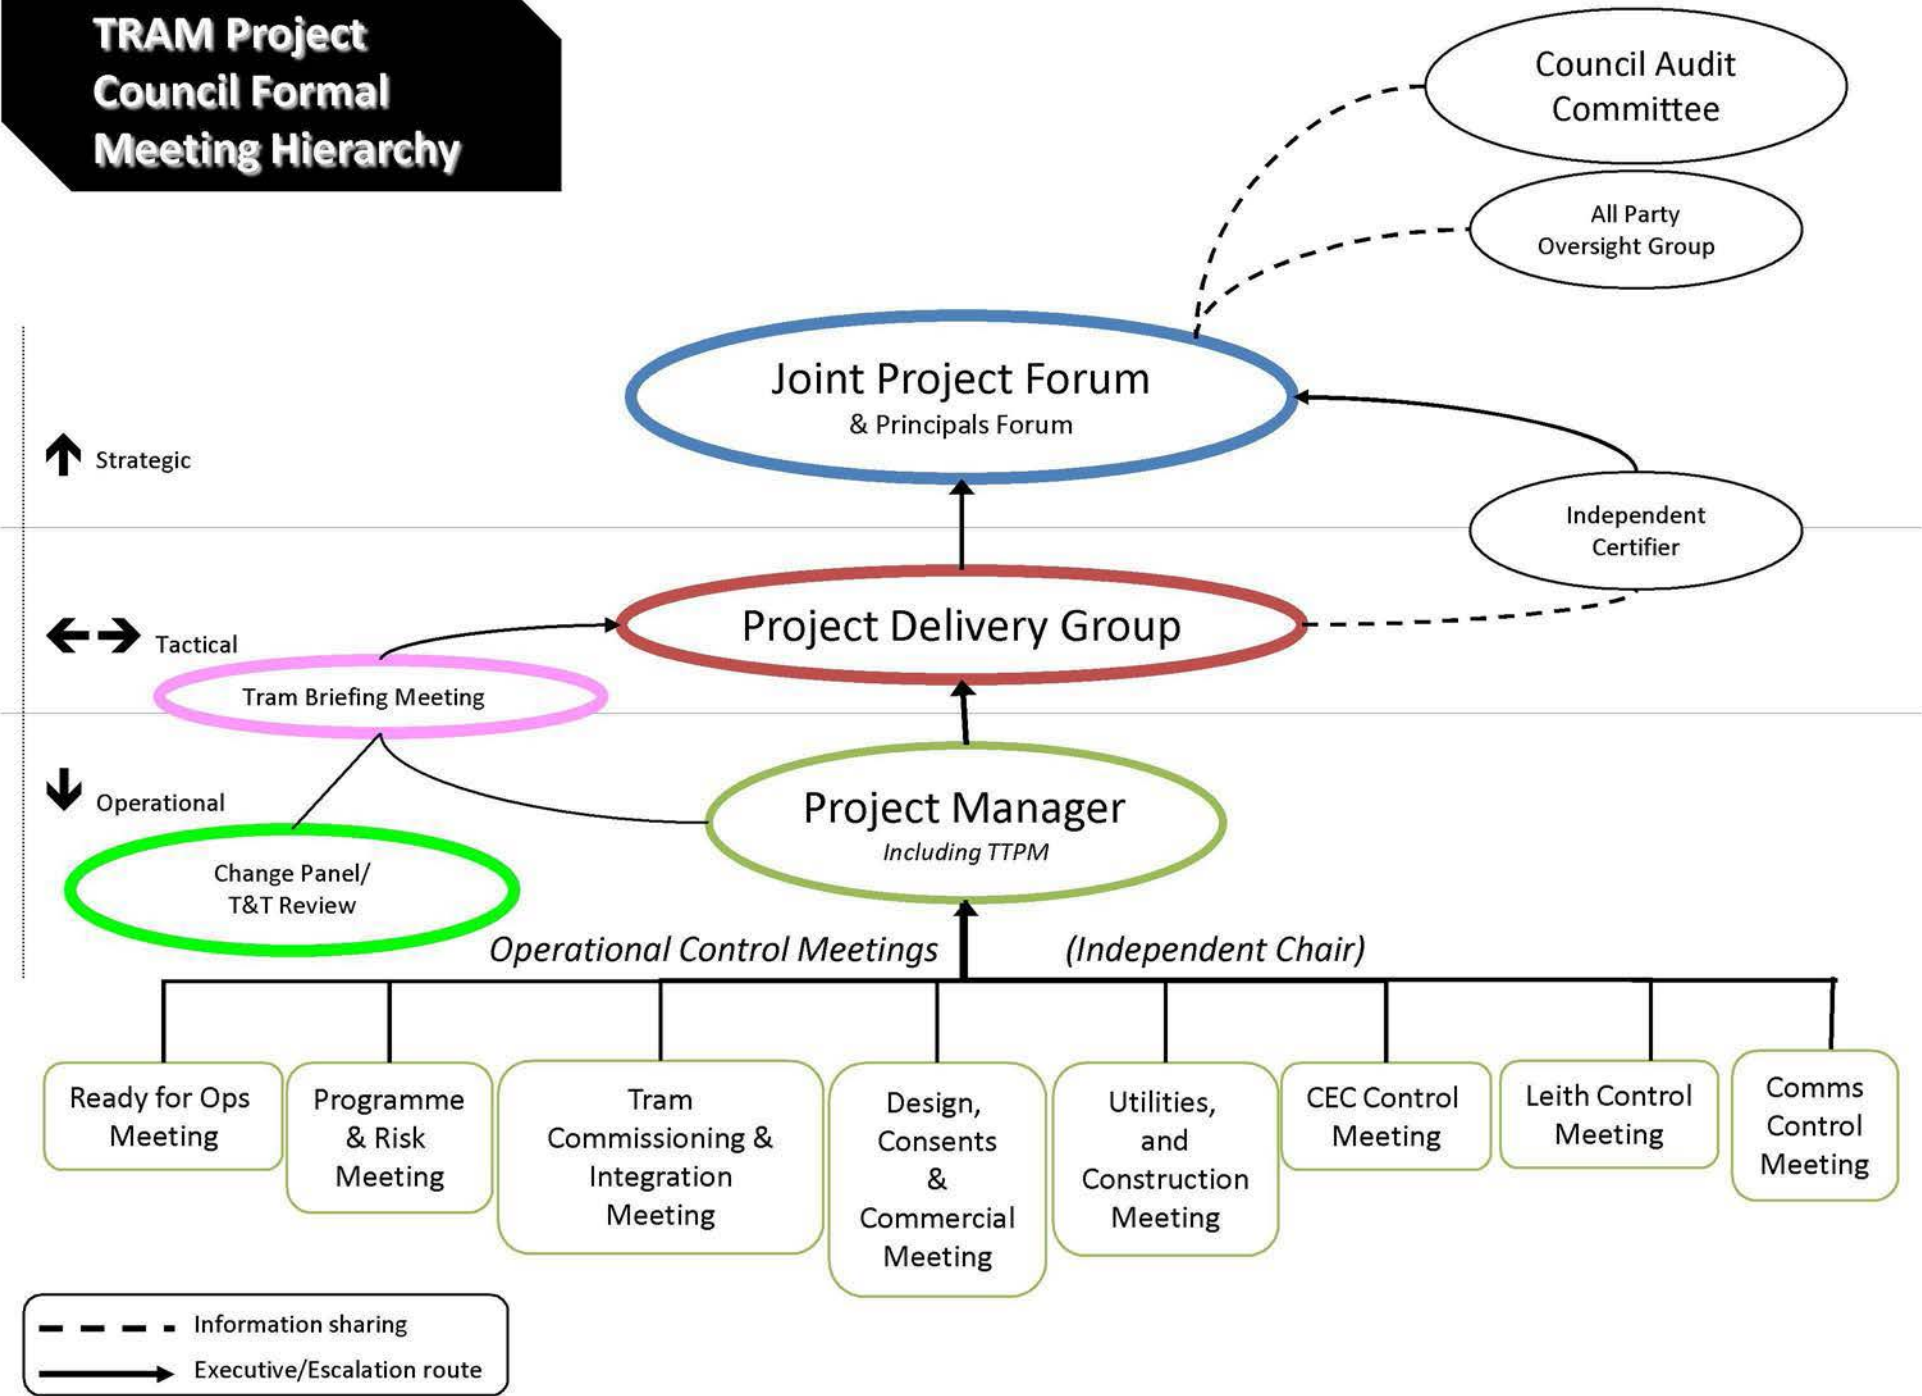 TRAM Project
Council Formal
Meeting Hierarchy
Council Audit
Committee
All Party
Oversight Group
Joint Project Forum
& Principals Forum
Strategic
Independent
Certifier
Project Delivery Group
Tactical
Tram Briefing Meeting
Operational
Project Manager
Including TTPM
Change Panel/
T&T Review
Operational Control Meetings
(Independent Chair)
Ready for Ops
Meeting
Programme
& Risk
Meeting
Tram
Commissioning &
Integration
Meeting
Design,
Consents
&
Commercial
Meeting
Utilities,
and
Construction
Meeting
CEC Control
Meeting
Leith Control
Meeting
Comms
Control
Meeting
Information sharing
Executive/Escalation route